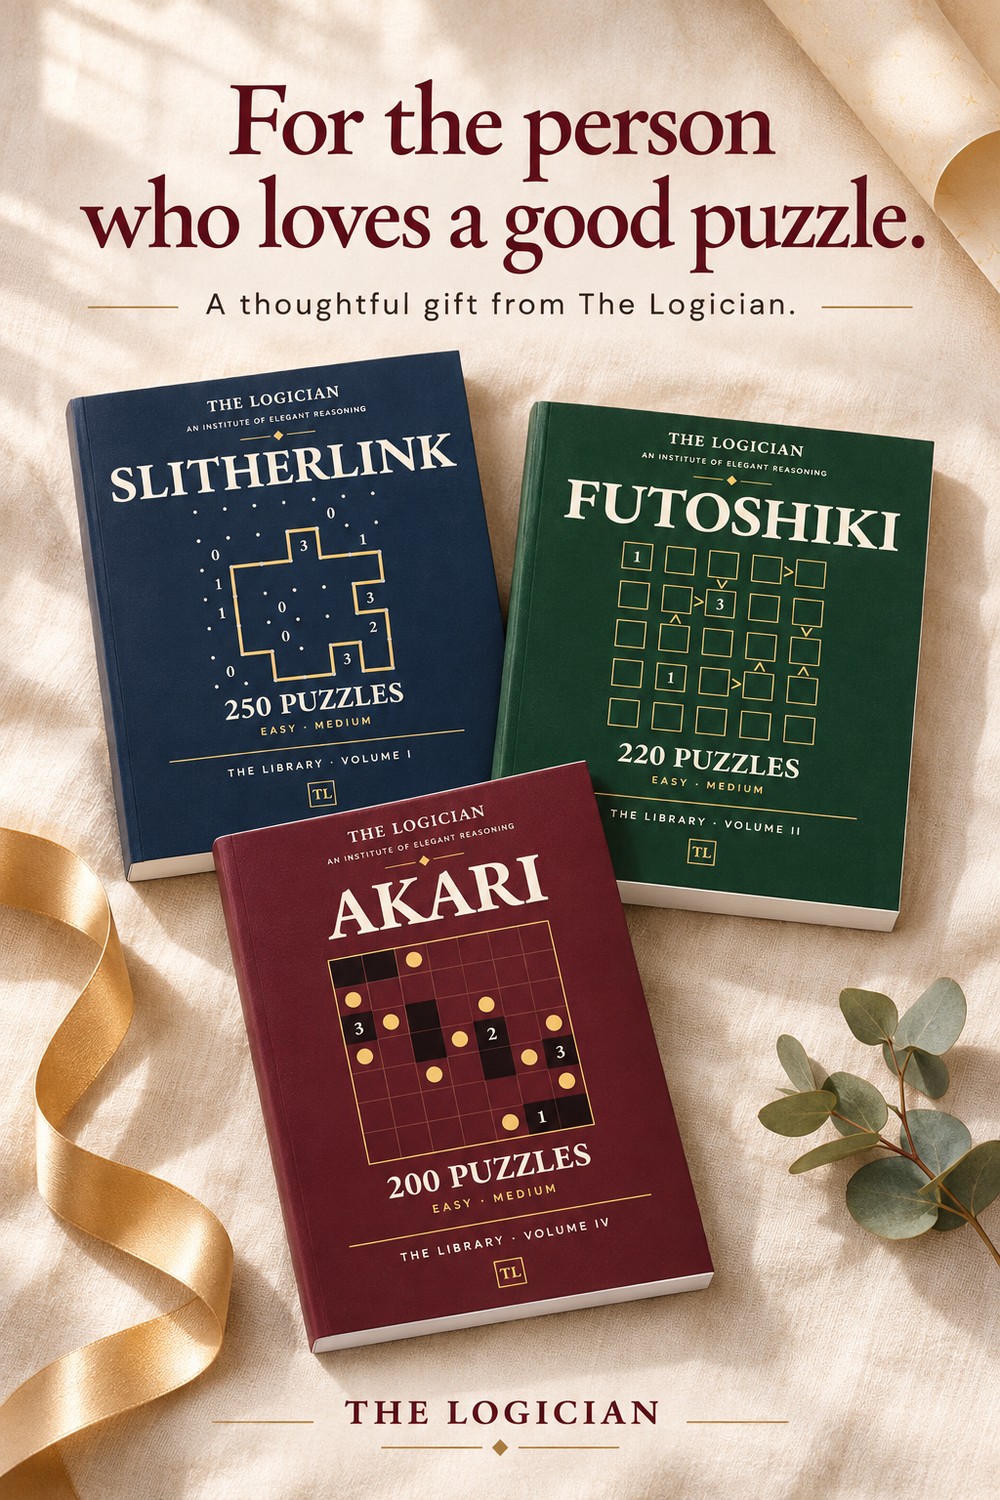 For the person
who loves a good puzzle.
A thoughtful gift from The Logician.
THE LOGICIAN
AN INSTITUTE OF ELEGANT REASONING
SLITHERLINK
0
3 1
0
1
3
1 0
2
0
3
0
250 PUZZLES
EASY · MEDIUM
THE LIBRARY · VOLUME I
TL
THE LOGICIAN
AN INSTITUTE OF ELEGANT REASONING
FUTOSHIKI
1 >
> 3
1 >
220 PUZZLES
EASY · MEDIUM
THE LIBRARY · VOLUME II
TL
THE LOGICIAN
AN INSTITUTE OF ELEGANT REASONING
AKARI
3 2
3
1
200 PUZZLES
EASY · MEDIUM
THE LIBRARY · VOLUME IV
TL
THE LOGICIAN